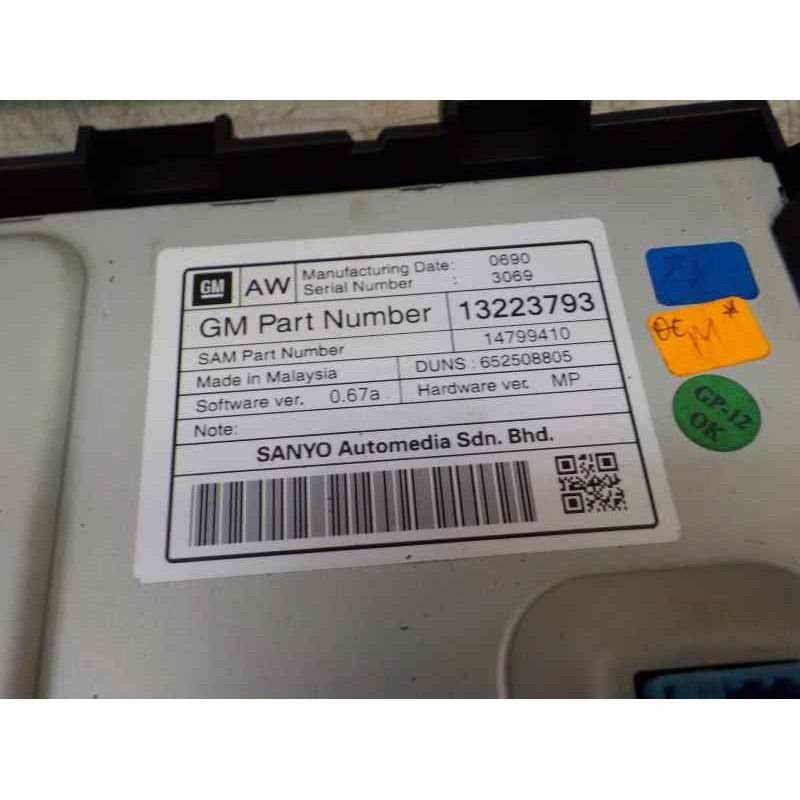 GM AW Manufacturing Date: 0690
Serial Number : 3069
GM Part Number 13223793
SAM Part Number 14799410
Made in Malaysia DUNS : 652508805
Software ver. 0.67a Hardware ver. MP
Note:
SANYO Automedia Sdn. Bhd.
GP-12
OK